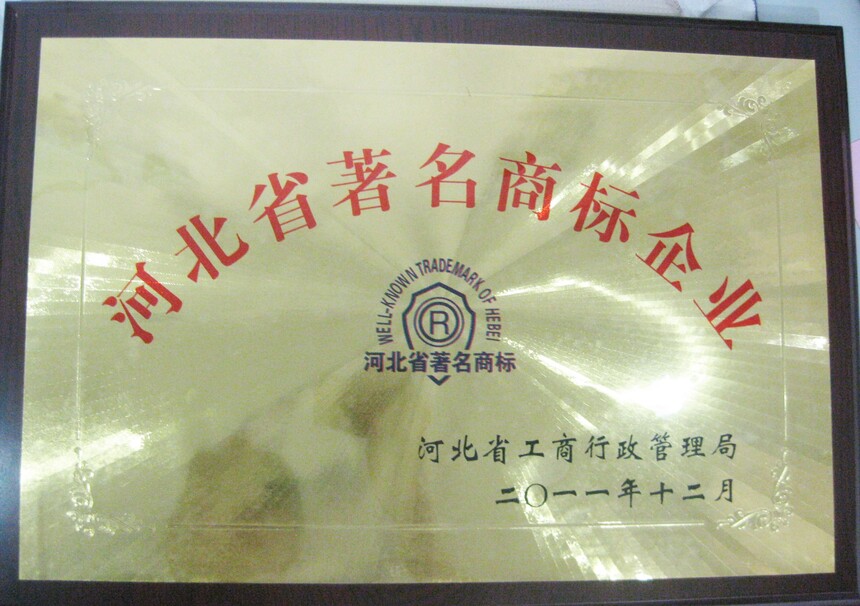 河北省著名商标企业
WELL-KNOWN TRADEMARK OF HEBEI
R
河北省著名商标
河北省工商行政管理局
二〇一一年十二月